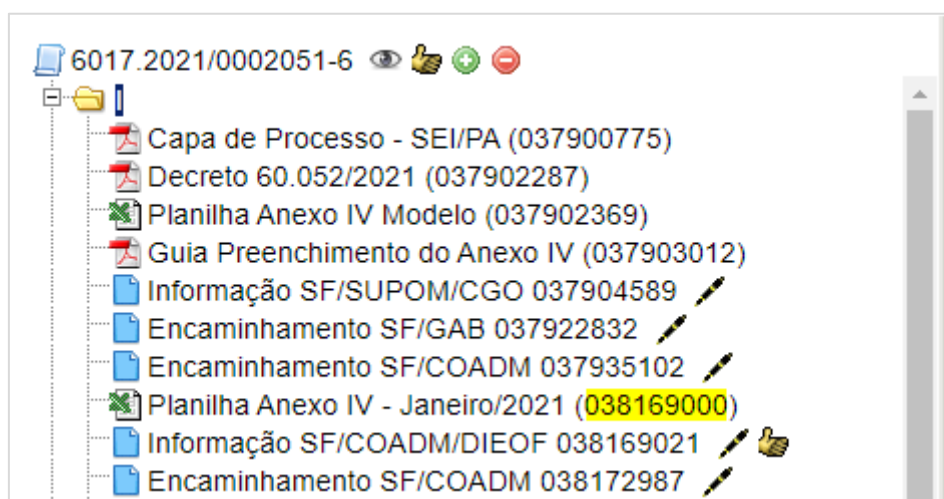 6017.2021/0002051-6
I
Capa de Processo - SEI/PA (037900775)
Decreto 60.052/2021 (037902287)
Planilha Anexo IV Modelo (037902369)
Guia Preenchimento do Anexo IV (037903012)
Informação SF/SUPOM/CGO 037904589
Encaminhamento SF/GAB 037922832
Encaminhamento SF/COADM 037935102
Planilha Anexo IV - Janeiro/2021 (038169000)
Informação SF/COADM/DIEOF 038169021
Encaminhamento SF/COADM 038172987